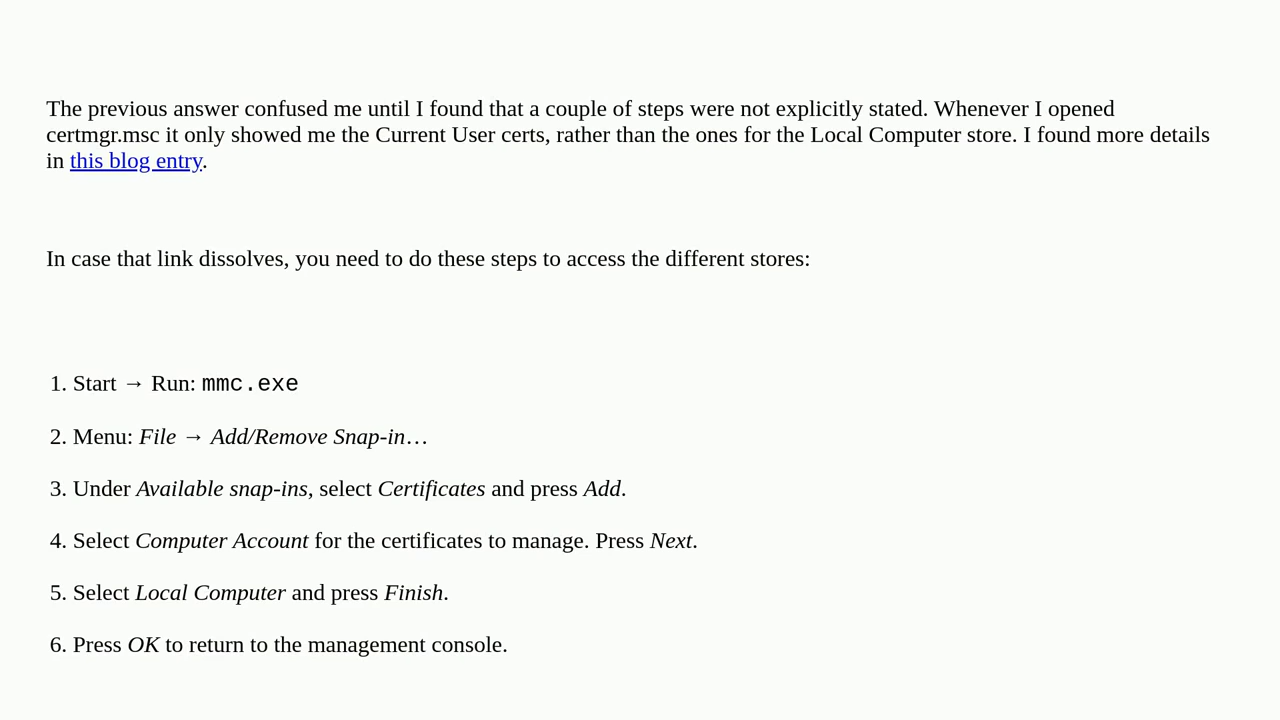 The previous answer confused me until I found that a couple of steps were not explicitly stated. Whenever I opened
certmgr.msc it only showed me the Current User certs, rather than the ones for the Local Computer store. I found more details
in this blog entry.
In case that link dissolves, you need to do these steps to access the different stores:
1. Start → Run: mmc.exe
2. Menu: File → Add/Remove Snap-in…
3. Under Available snap-ins, select Certificates and press Add.
4. Select Computer Account for the certificates to manage. Press Next.
5. Select Local Computer and press Finish.
6. Press OK to return to the management console.